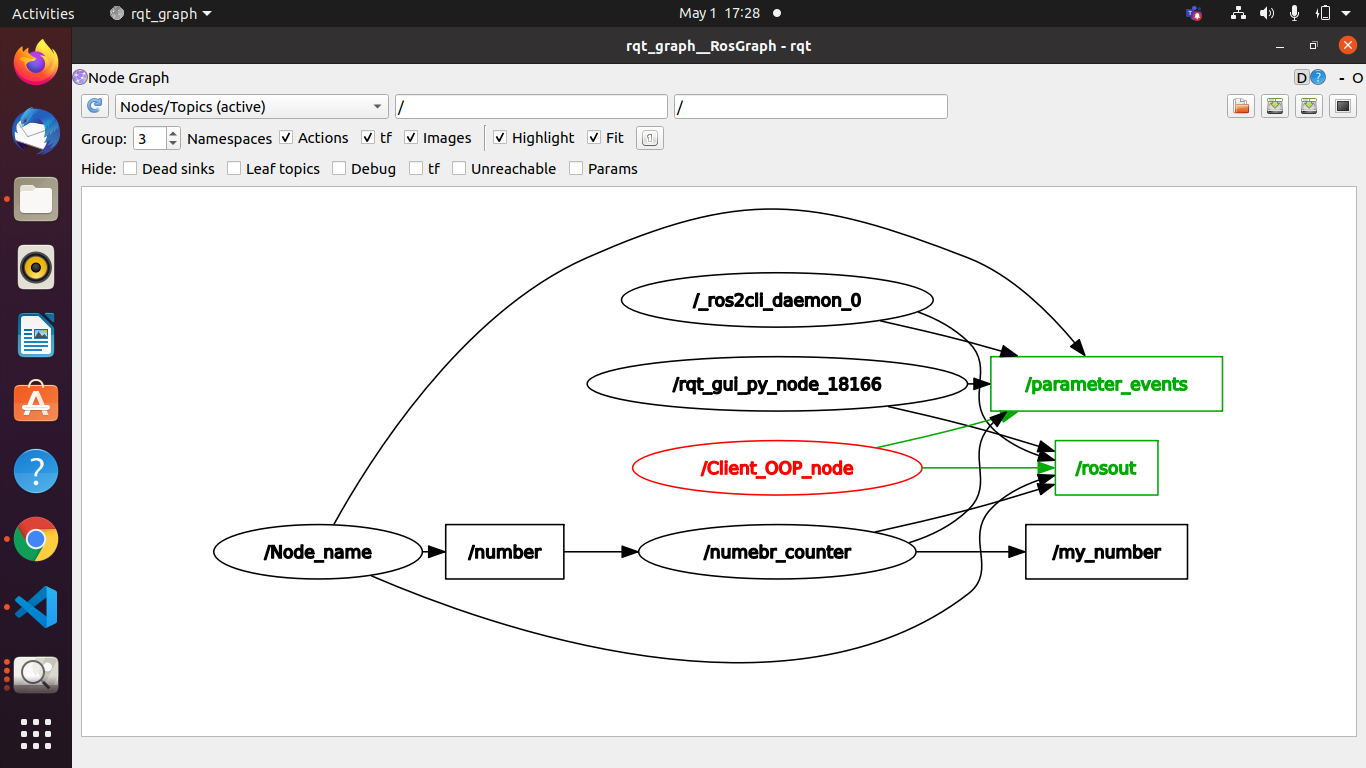 Activities rqt_graph May 1 17:28
rqt_graph__RosGraph - rqt
Node Graph D ? - O
Nodes/Topics (active) / /
Group: 3 Namespaces Actions tf Images Highlight Fit
Hide: Dead sinks Leaf topics Debug tf Unreachable Params
/_ros2cli_daemon_0
/rqt_gui_py_node_18166 /parameter_events
/Client_OOP_node /rosout
/Node_name /number /numebr_counter /my_number